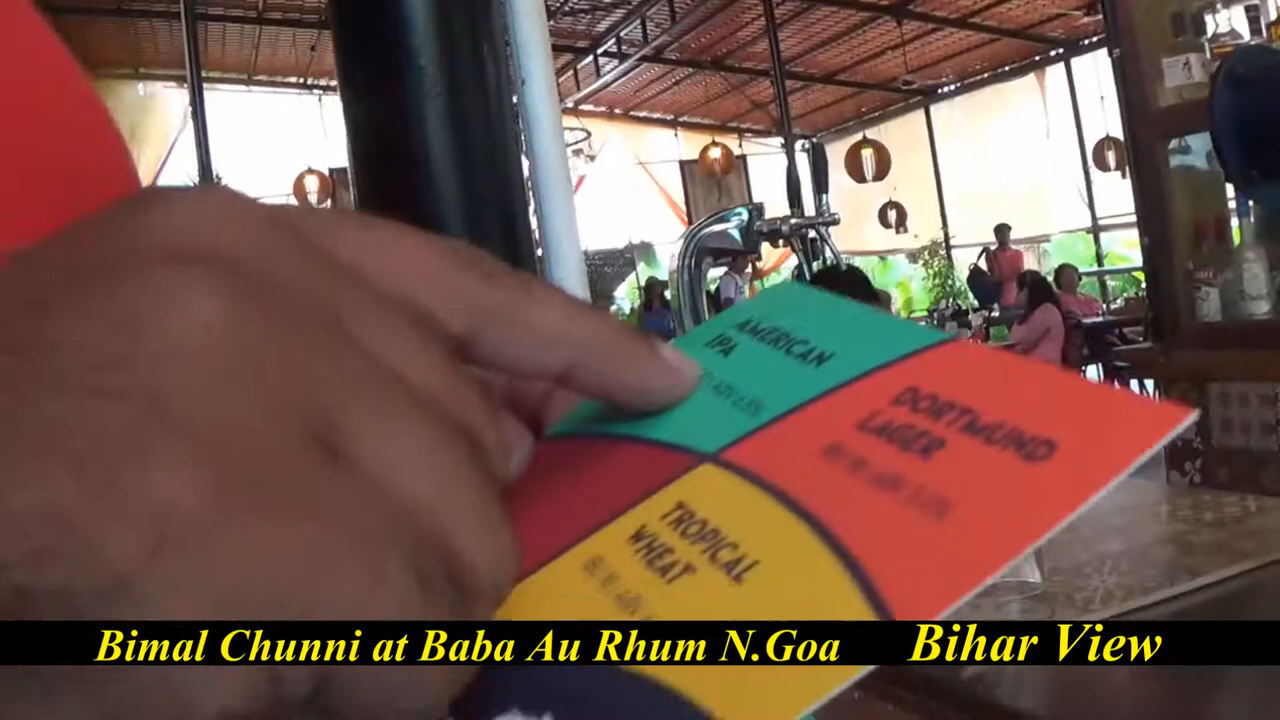 AMERICAN
IPA
DORTMUND
LAGER
TROPICAL
WHEAT
Bimal Chunni at Baba Au Rhum N.Goa
Bihar View